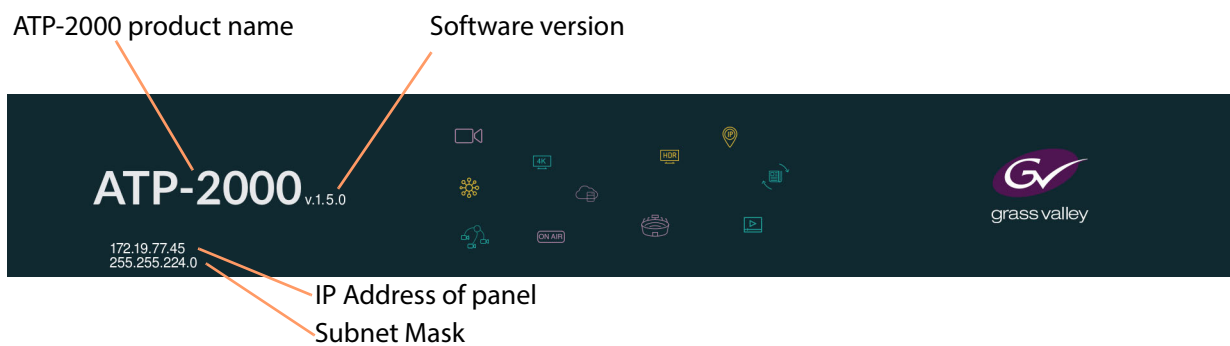 ATP-2000 product name
Software version
IP
4K
HDR
ATP-2000 v.1.5.0
GV
grass valley
ON AIR
172.19.77.45
255.255.224.0
IP Address of panel
Subnet Mask